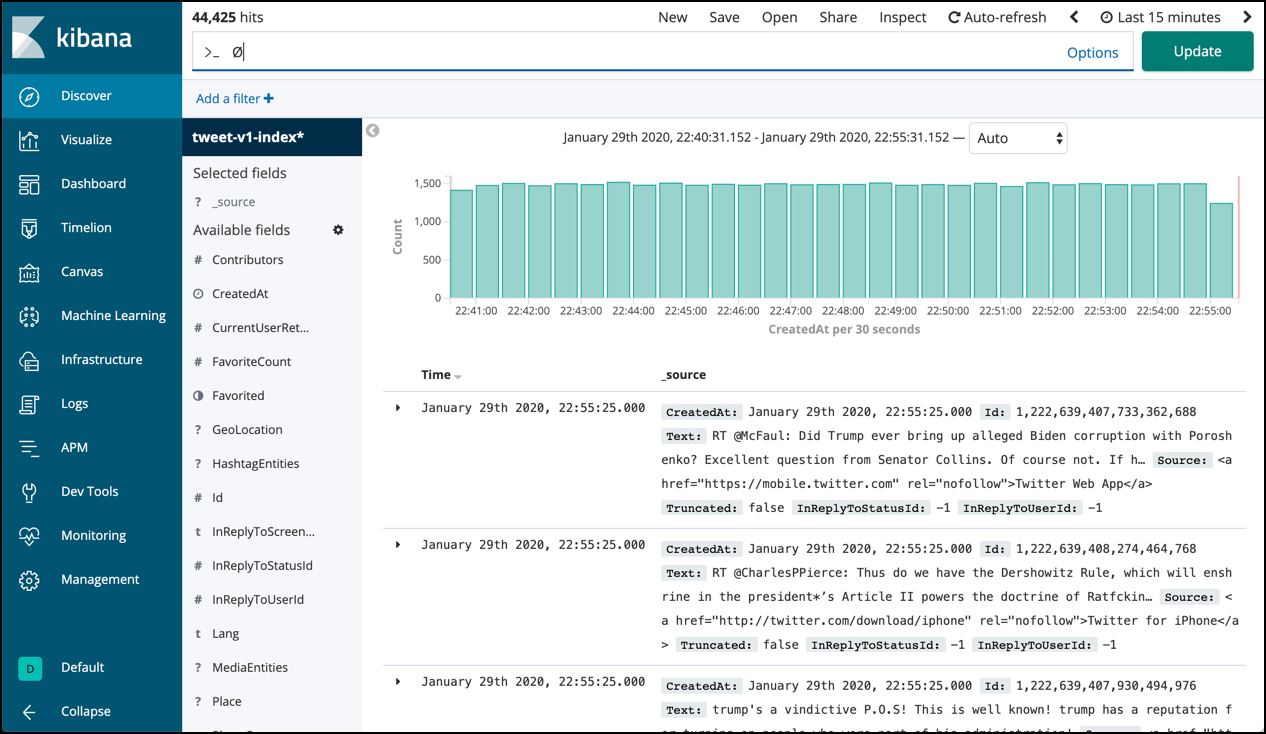 kibana
Discover
Visualize
Dashboard
Timelion
Canvas
Machine Learning
Infrastructure
Logs
APM
Dev Tools
Monitoring
Management
D Default
Collapse
44,425 hits
New Save Open Share Inspect Auto-refresh Last 15 minutes
>_ Ø Options Update
Add a filter +
tweet-v1-index*
Selected fields
? _source
Available fields
# Contributors
CreatedAt
# CurrentUserRet...
# FavoriteCount
Favorited
? GeoLocation
? HashtagEntities
# Id
t InReplyToScreen...
# InReplyToStatusId
# InReplyToUserId
t Lang
? MediaEntities
? Place
January 29th 2020, 22:40:31.152 - January 29th 2020, 22:55:31.152 — Auto
Count
1,500
1,000
500
0
22:41:00 22:42:00 22:43:00 22:44:00 22:45:00 22:46:00 22:47:00 22:48:00 22:49:00 22:50:00 22:51:00 22:52:00 22:53:00 22:54:00 22:55:00
CreatedAt per 30 seconds
Time _source
January 29th 2020, 22:55:25.000 CreatedAt: January 29th 2020, 22:55:25.000 Id: 1,222,639,407,733,362,688
Text: RT @McFaul: Did Trump ever bring up alleged Biden corruption with Porosh
enko? Excellent question from Senator Collins. Of course not. If h… Source: <a
href="https://mobile.twitter.com" rel="nofollow">Twitter Web App</a>
Truncated: false InReplyToStatusId: -1 InReplyToUserId: -1
January 29th 2020, 22:55:25.000 CreatedAt: January 29th 2020, 22:55:25.000 Id: 1,222,639,408,274,464,768
Text: RT @CharlesPPierce: Thus do we have the Dershowitz Rule, which will ensh
rine in the president*’s Article II powers the doctrine of Ratfckin… Source: <
a href="http://twitter.com/download/iphone" rel="nofollow">Twitter for iPhone</a
> Truncated: false InReplyToStatusId: -1 InReplyToUserId: -1
January 29th 2020, 22:55:25.000 CreatedAt: January 29th 2020, 22:55:25.000 Id: 1,222,639,407,930,494,976
Text: trump's a vindictive P.O.S! This is well known! trump has a reputation f